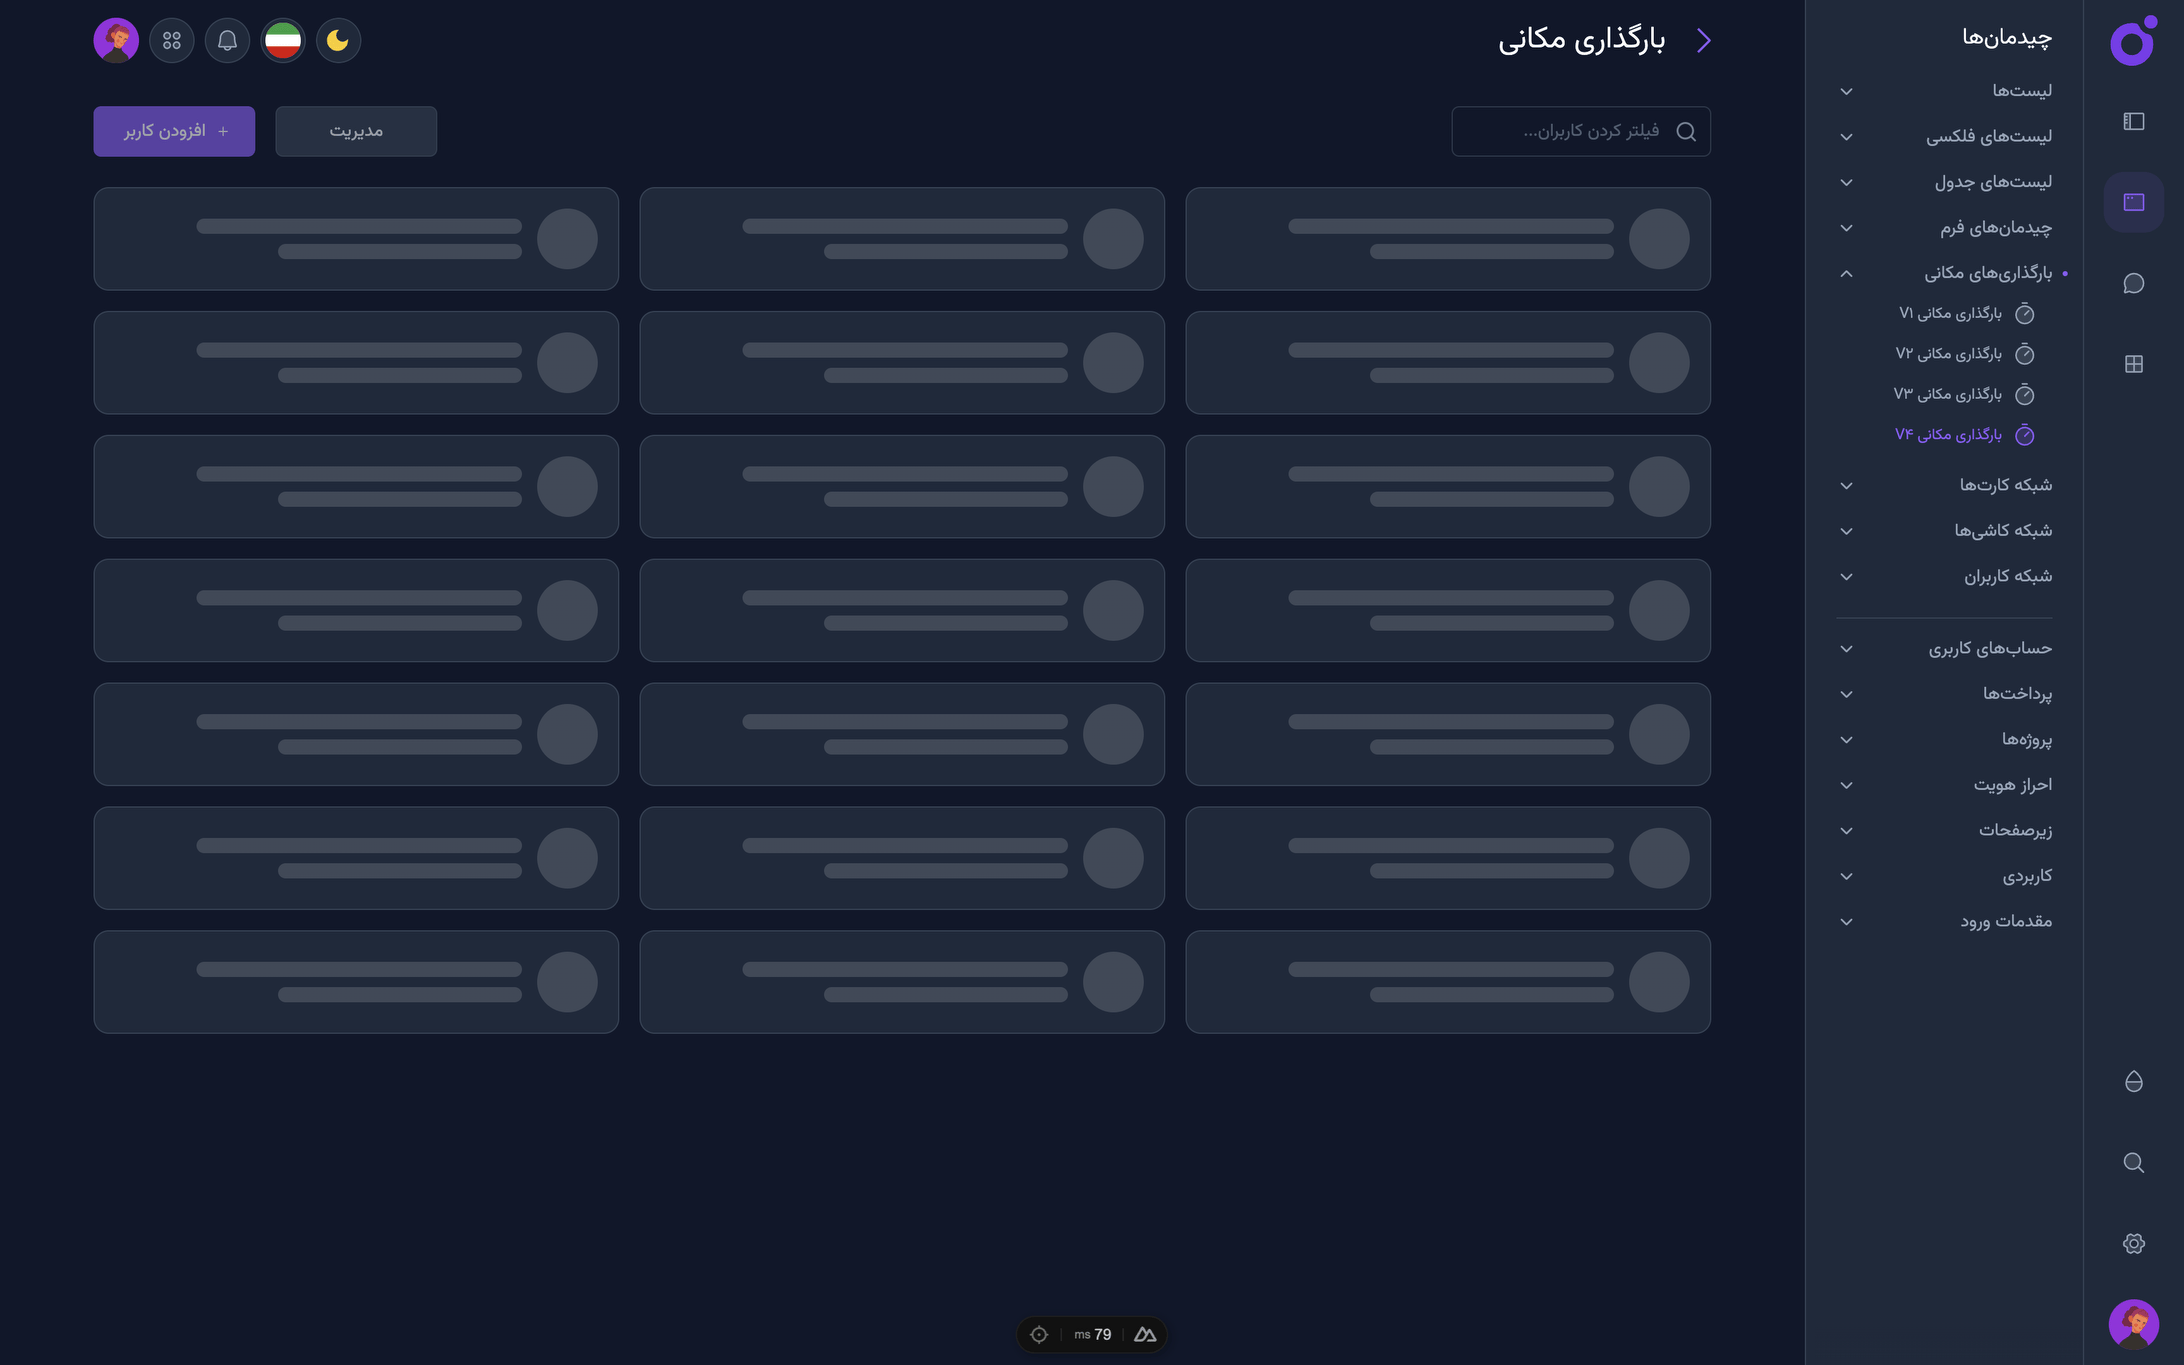 چیدمان‌ها
لیست‌ها
لیست‌های فلکسی
لیست‌های جدول
چیدمان‌های فرم
بارگذاری‌های مکانی
بارگذاری مکانی V۱
بارگذاری مکانی V۲
بارگذاری مکانی V۳
بارگذاری مکانی V۴
شبکه کارت‌ها
شبکه کاشی‌ها
شبکه کاربران
حساب‌های کاربری
پرداخت‌ها
پروژه‌ها
احراز هویت
زیرصفحات
کاربردی
مقدمات ورود
بارگذاری مکانی
فیلتر کردن کاربران...
مدیریت
+ افزودن کاربر
79 ms